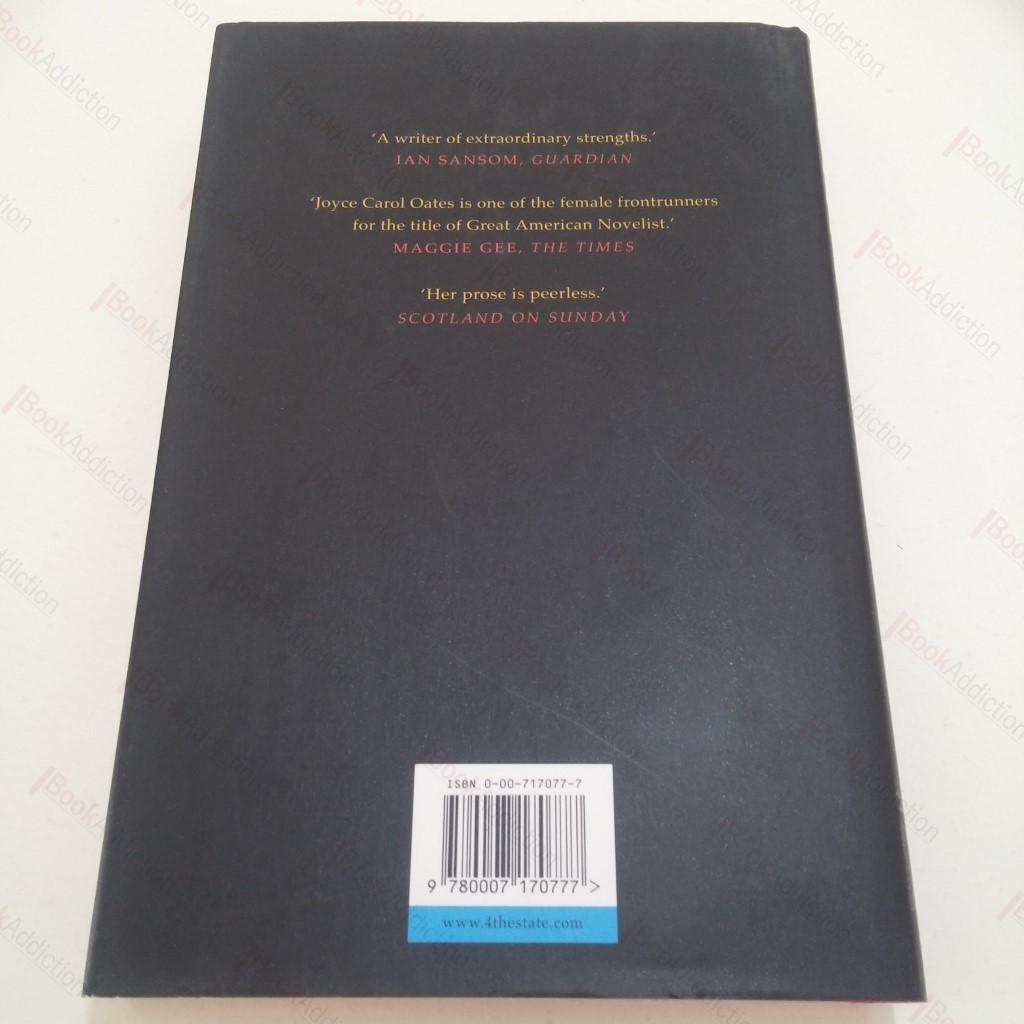 ‘A writer of extraordinary strengths.’
IAN SANSOM, GUARDIAN
‘Joyce Carol Oates is one of the female frontrunners
for the title of Great American Novelist.’
MAGGIE GEE, THE TIMES
‘Her prose is peerless.’
SCOTLAND ON SUNDAY
ISBN 0-00-717077-7
9 780007 170777 >
www.4thestate.com
BookAddiction